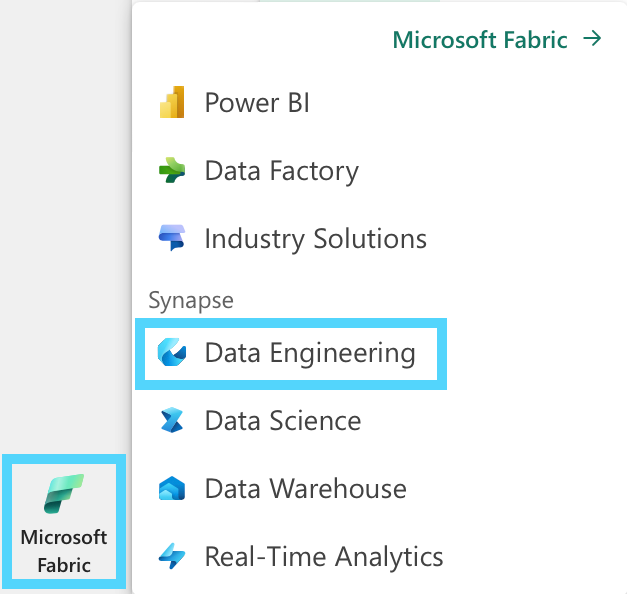 Microsoft Fabric →
Power BI
Data Factory
Industry Solutions
Synapse
Data Engineering
Data Science
Data Warehouse
Real-Time Analytics
Microsoft
Fabric